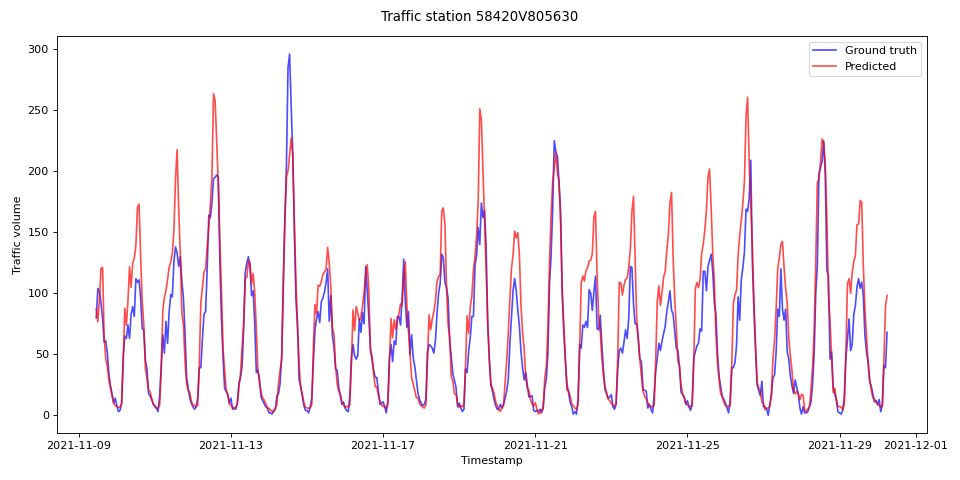 Traffic station 58420V805630
Ground truth
Predicted
Traffic volume
300
250
200
150
100
50
0
2021-11-09
2021-11-13
2021-11-17
2021-11-21
2021-11-25
2021-11-29
2021-12-01
Timestamp